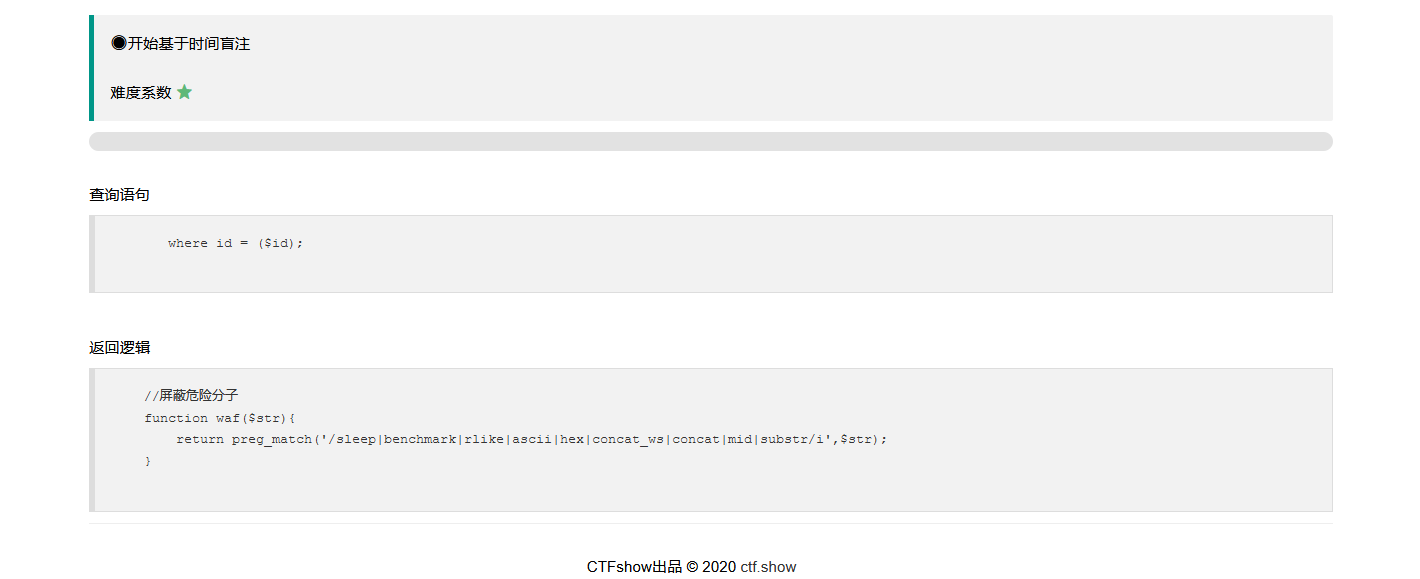 ◉开始基于时间盲注
难度系数 ★
查询语句
where id = ($id);
返回逻辑
//屏蔽危险分子
function waf($str){
return preg_match('/sleep|benchmark|rlike|ascii|hex|concat_ws|concat|mid|substr/i',$str);
}
CTFshow出品 © 2020 ctf.show